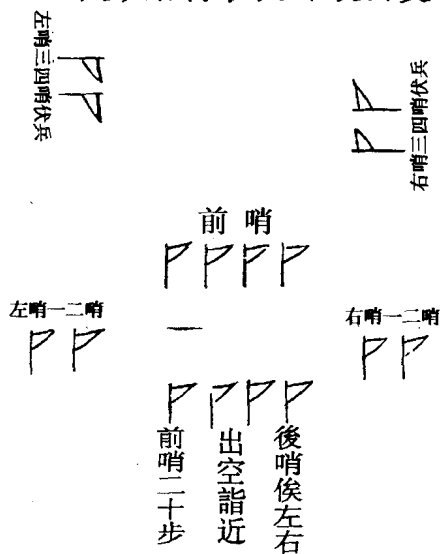 左哨三四哨伏兵
右哨三四哨伏兵
前哨
左哨一二哨
右哨一二哨
後哨俟左右
出空詣近
前哨二十步